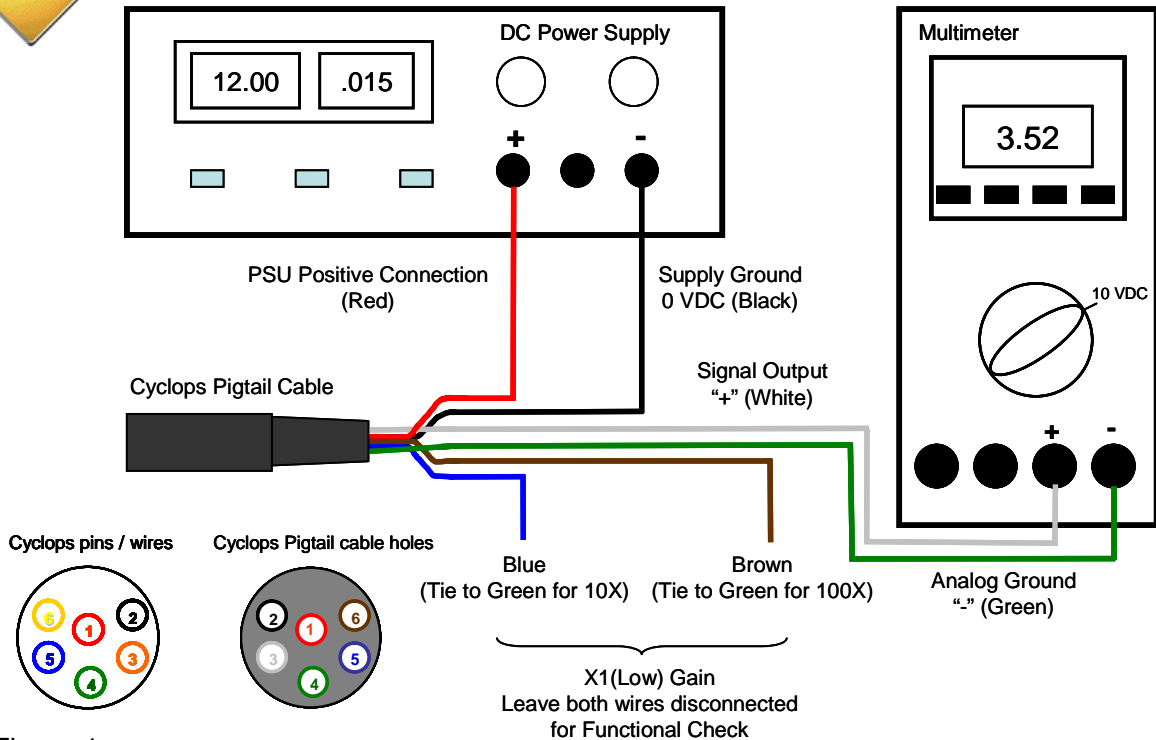 DC Power Supply
12.00
.015
+
-
Multimeter
3.52
10 VDC
+
-
PSU Positive Connection
(Red)
Supply Ground
0 VDC (Black)
Cyclops Pigtail Cable
Signal Output
“+” (White)
Cyclops pins / wires
6
1
2
5
3
4
Cyclops Pigtail cable holes
2
1
6
3
5
4
Blue
(Tie to Green for 10X)
Brown
(Tie to Green for 100X)
Analog Ground
“-” (Green)
X1(Low) Gain
Leave both wires disconnected
for Functional Check